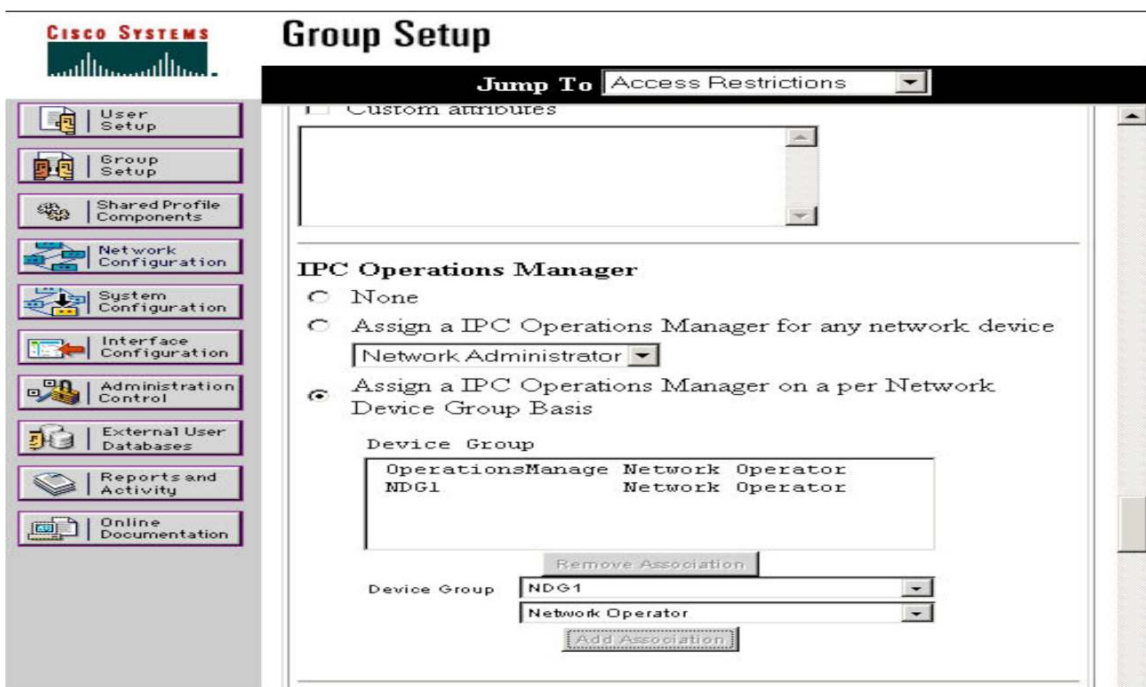 CISCO SYSTEMS
Group Setup
Jump To Access Restrictions
User
Setup
Group
Setup
Shared Profile
Components
Network
Configuration
System
Configuration
Interface
Configuration
Administration
Control
External User
Databases
Reports and
Activity
Online
Documentation
Custom attributes
IPC Operations Manager
None
Assign a IPC Operations Manager for any network device
Network Administrator
Assign a IPC Operations Manager on a per Network
Device Group Basis
Device Group
OperationsManage Network Operator
NDG1 Network Operator
Remove Association
Device Group NDG1
Network Operator
Add Association